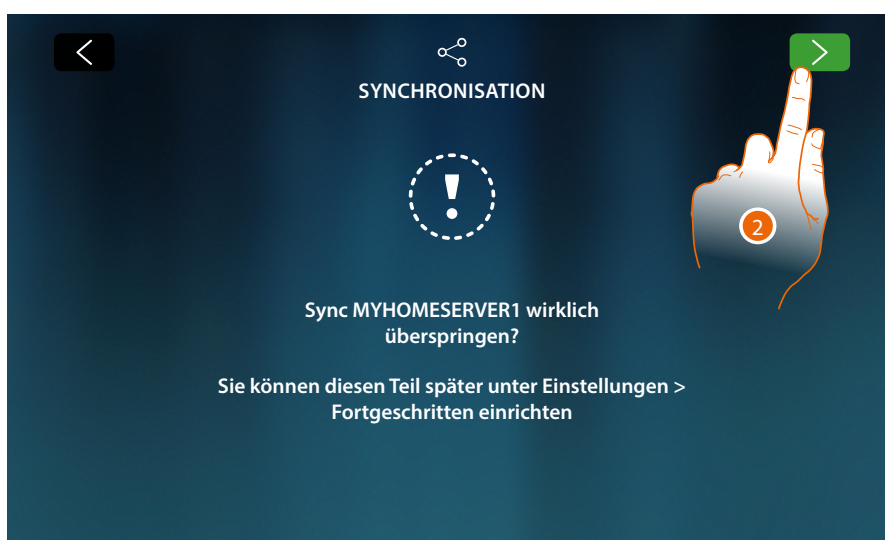 SYNCHRONISATION
2
Sync MYHOMESERVER1 wirklich
überspringen?
Sie können diesen Teil später unter Einstellungen >
Fortgeschritten einrichten